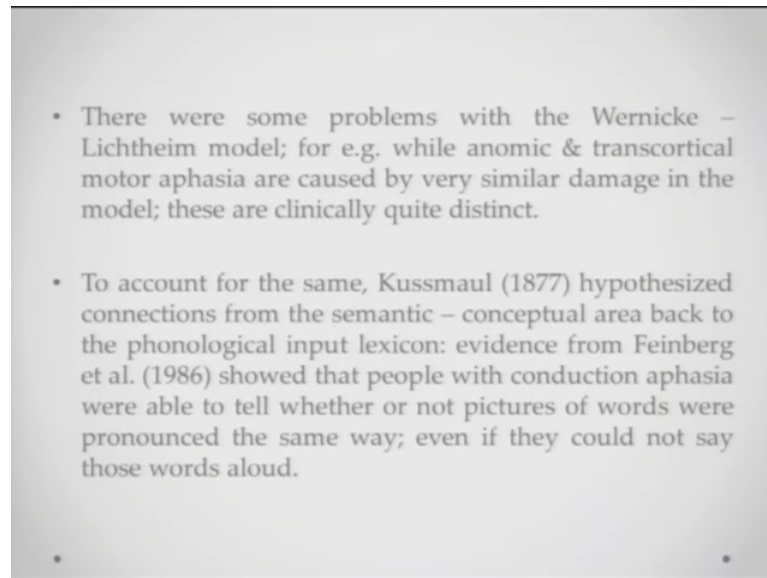 • There were some problems with the Wernicke –
Lichtheim model; for e.g. while anomic & transcortical
motor aphasia are caused by very similar damage in the
model; these are clinically quite distinct.
• To account for the same, Kussmaul (1877) hypothesized
connections from the semantic – conceptual area back to
the phonological input lexicon: evidence from Feinberg
et al. (1986) showed that people with conduction aphasia
were able to tell whether or not pictures of words were
pronounced the same way; even if they could not say
those words aloud.